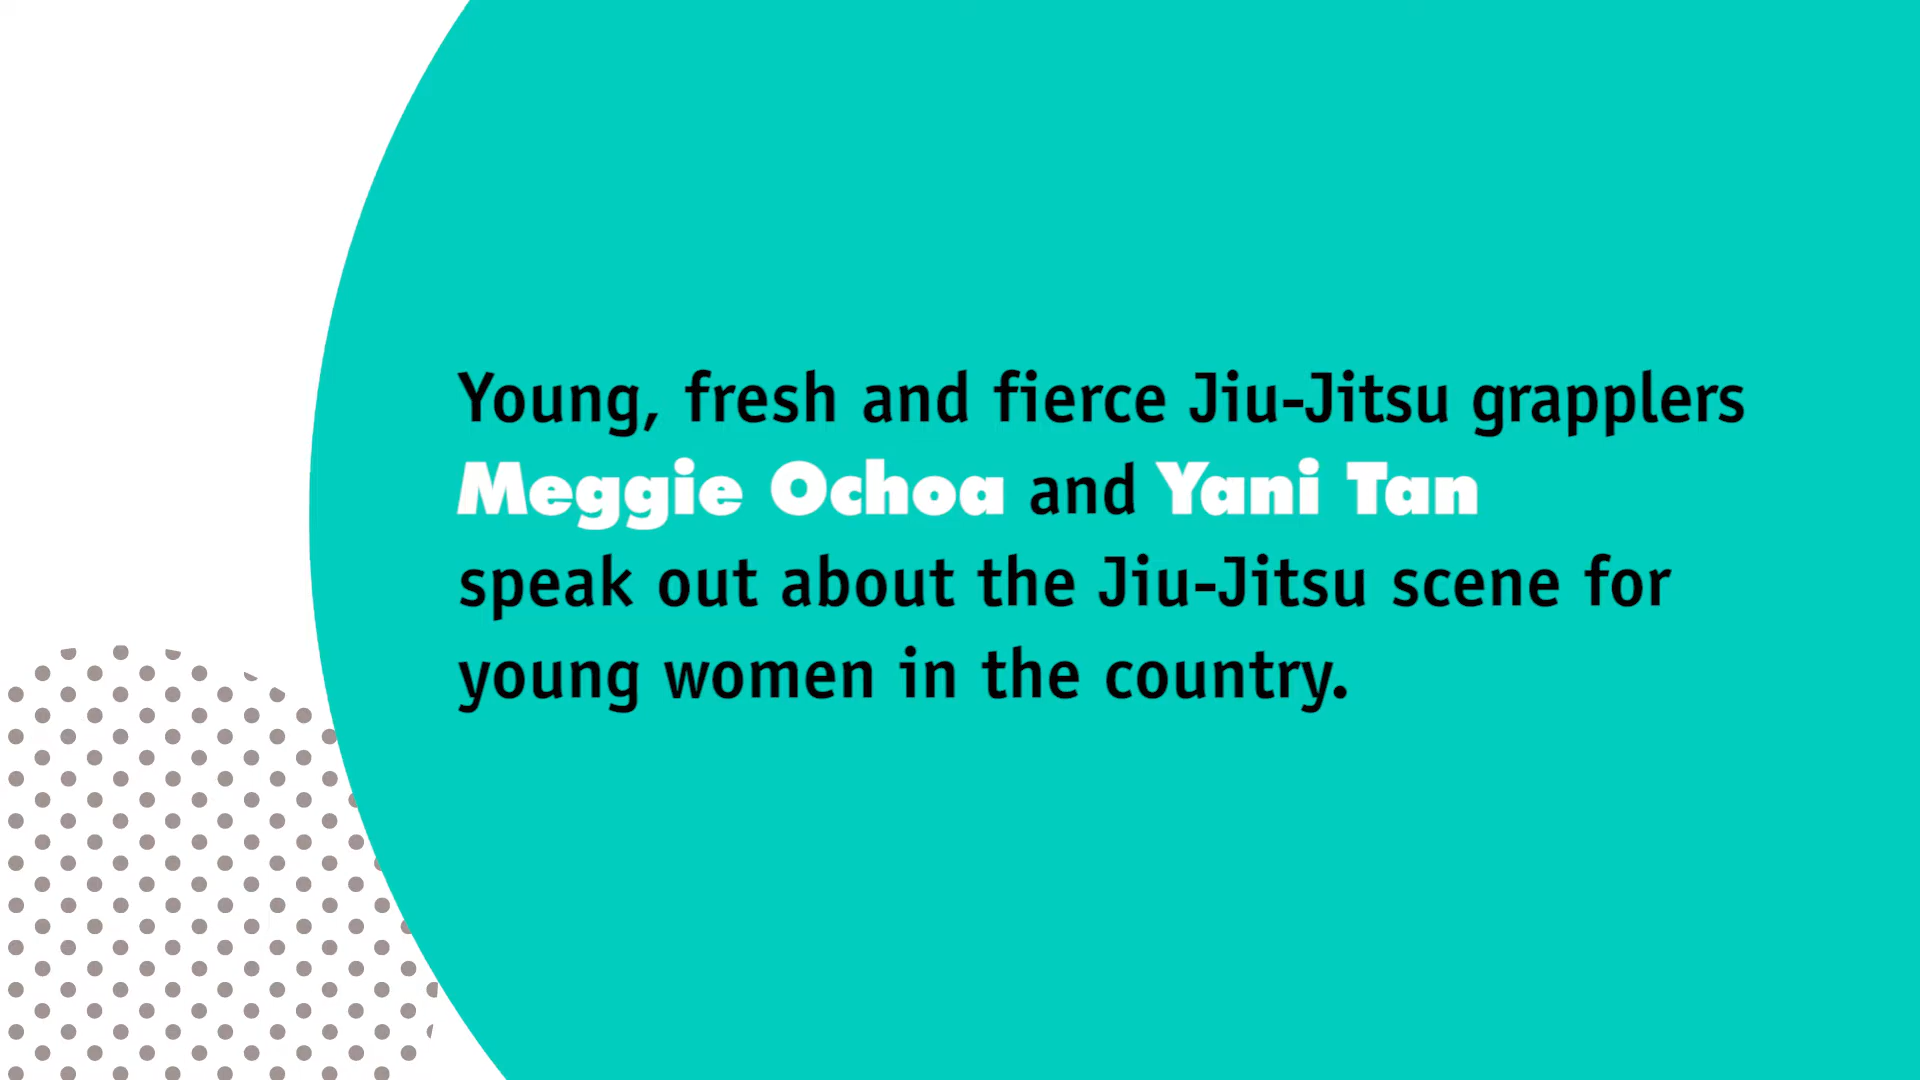 Young, fresh and fierce Jiu-Jitsu grapplers
Meggie Ochoa and Yani Tan
speak out about the Jiu-Jitsu scene for
young women in the country.